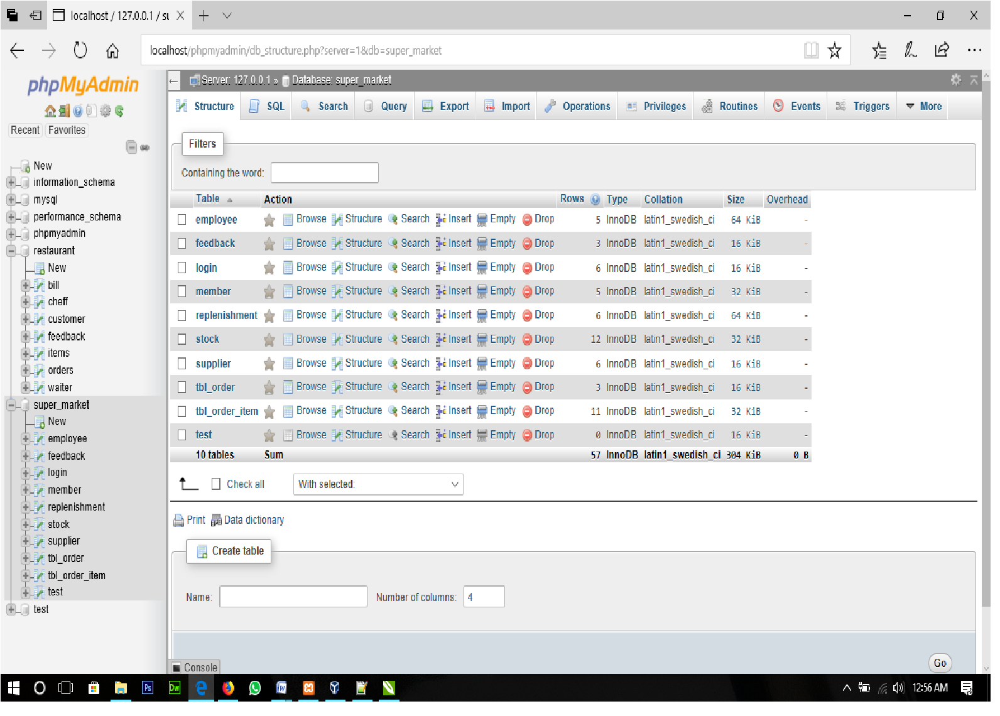 localhost / 127.0.0.1 / su
localhost/phpmyadmin/db_structure.php?server=1&db=super_market
phpMyAdmin
Recent Favorites
New
information_schema
mysql
performance_schema
phpmyadmin
restaurant
New
bill
cheff
customer
feedback
items
orders
waiter
super_market
New
employee
feedback
login
member
replenishment
stock
supplier
tbl_order
tbl_order_item
test
test
Server: 127.0.0.1 » Database: super_market
Structure SQL Search Query Export Import Operations Privileges Routines Events Triggers More
Filters
Containing the word:
Table Action Rows Type Collation Size Overhead
employee Browse Structure Search Insert Empty Drop 5 InnoDB latin1_swedish_ci 64 KiB -
feedback Browse Structure Search Insert Empty Drop 3 InnoDB latin1_swedish_ci 16 KiB -
login Browse Structure Search Insert Empty Drop 6 InnoDB latin1_swedish_ci 16 KiB -
member Browse Structure Search Insert Empty Drop 5 InnoDB latin1_swedish_ci 32 KiB -
replenishment Browse Structure Search Insert Empty Drop 6 InnoDB latin1_swedish_ci 64 KiB -
stock Browse Structure Search Insert Empty Drop 12 InnoDB latin1_swedish_ci 32 KiB -
supplier Browse Structure Search Insert Empty Drop 6 InnoDB latin1_swedish_ci 16 KiB -
tbl_order Browse Structure Search Insert Empty Drop 3 InnoDB latin1_swedish_ci 16 KiB -
tbl_order_item Browse Structure Search Insert Empty Drop 11 InnoDB latin1_swedish_ci 32 KiB -
test Browse Structure Search Insert Empty Drop 0 InnoDB latin1_swedish_ci 16 KiB -
10 tables Sum 57 InnoDB latin1_swedish_ci 304 KiB 0 B
Check all With selected:
Print Data dictionary
Create table
Name: Number of columns: 4
Go
Console
Ps Dw 12:56 AM